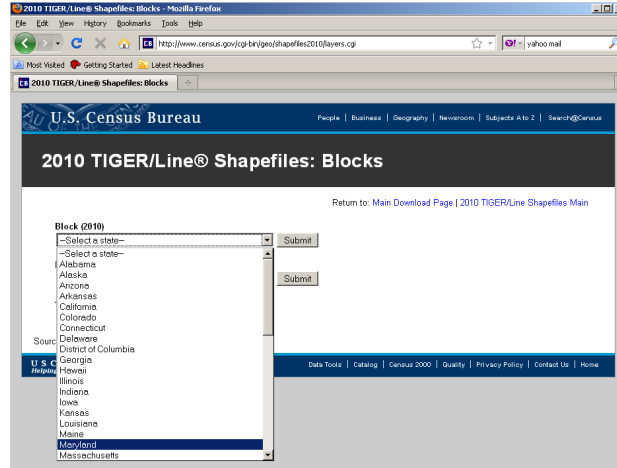 2010 TIGER/Line® Shapefiles: Blocks - Mozilla Firefox
File Edit View History Bookmarks Tools Help
http://www.census.gov/cgi-bin/geo/shapefiles2010/layers.cgi
yahoo mail
Most Visited Getting Started Latest Headlines
CB 2010 TIGER/Line® Shapefiles: Blocks
U.S. Census Bureau
People | Business | Geography | Newsroom | Subjects A to Z | Search@Census
2010 TIGER/Line® Shapefiles: Blocks
Return to: Main Download Page | 2010 TIGER/Line Shapefiles Main
Block (2010)
--Select a state-- Submit
--Select a state--
Alabama
Alaska
Submit
Arizona
Arkansas
California
Colorado
Connecticut
Delaware
Sourc
District of Columbia
Georgia
U S C
Helping
Data Tools | Catalog | Census 2000 | Quality | Privacy Policy | Contact Us | Home
Hawaii
Illinois
Indiana
Iowa
Kansas
Louisiana
Maine
Maryland
Massachusetts